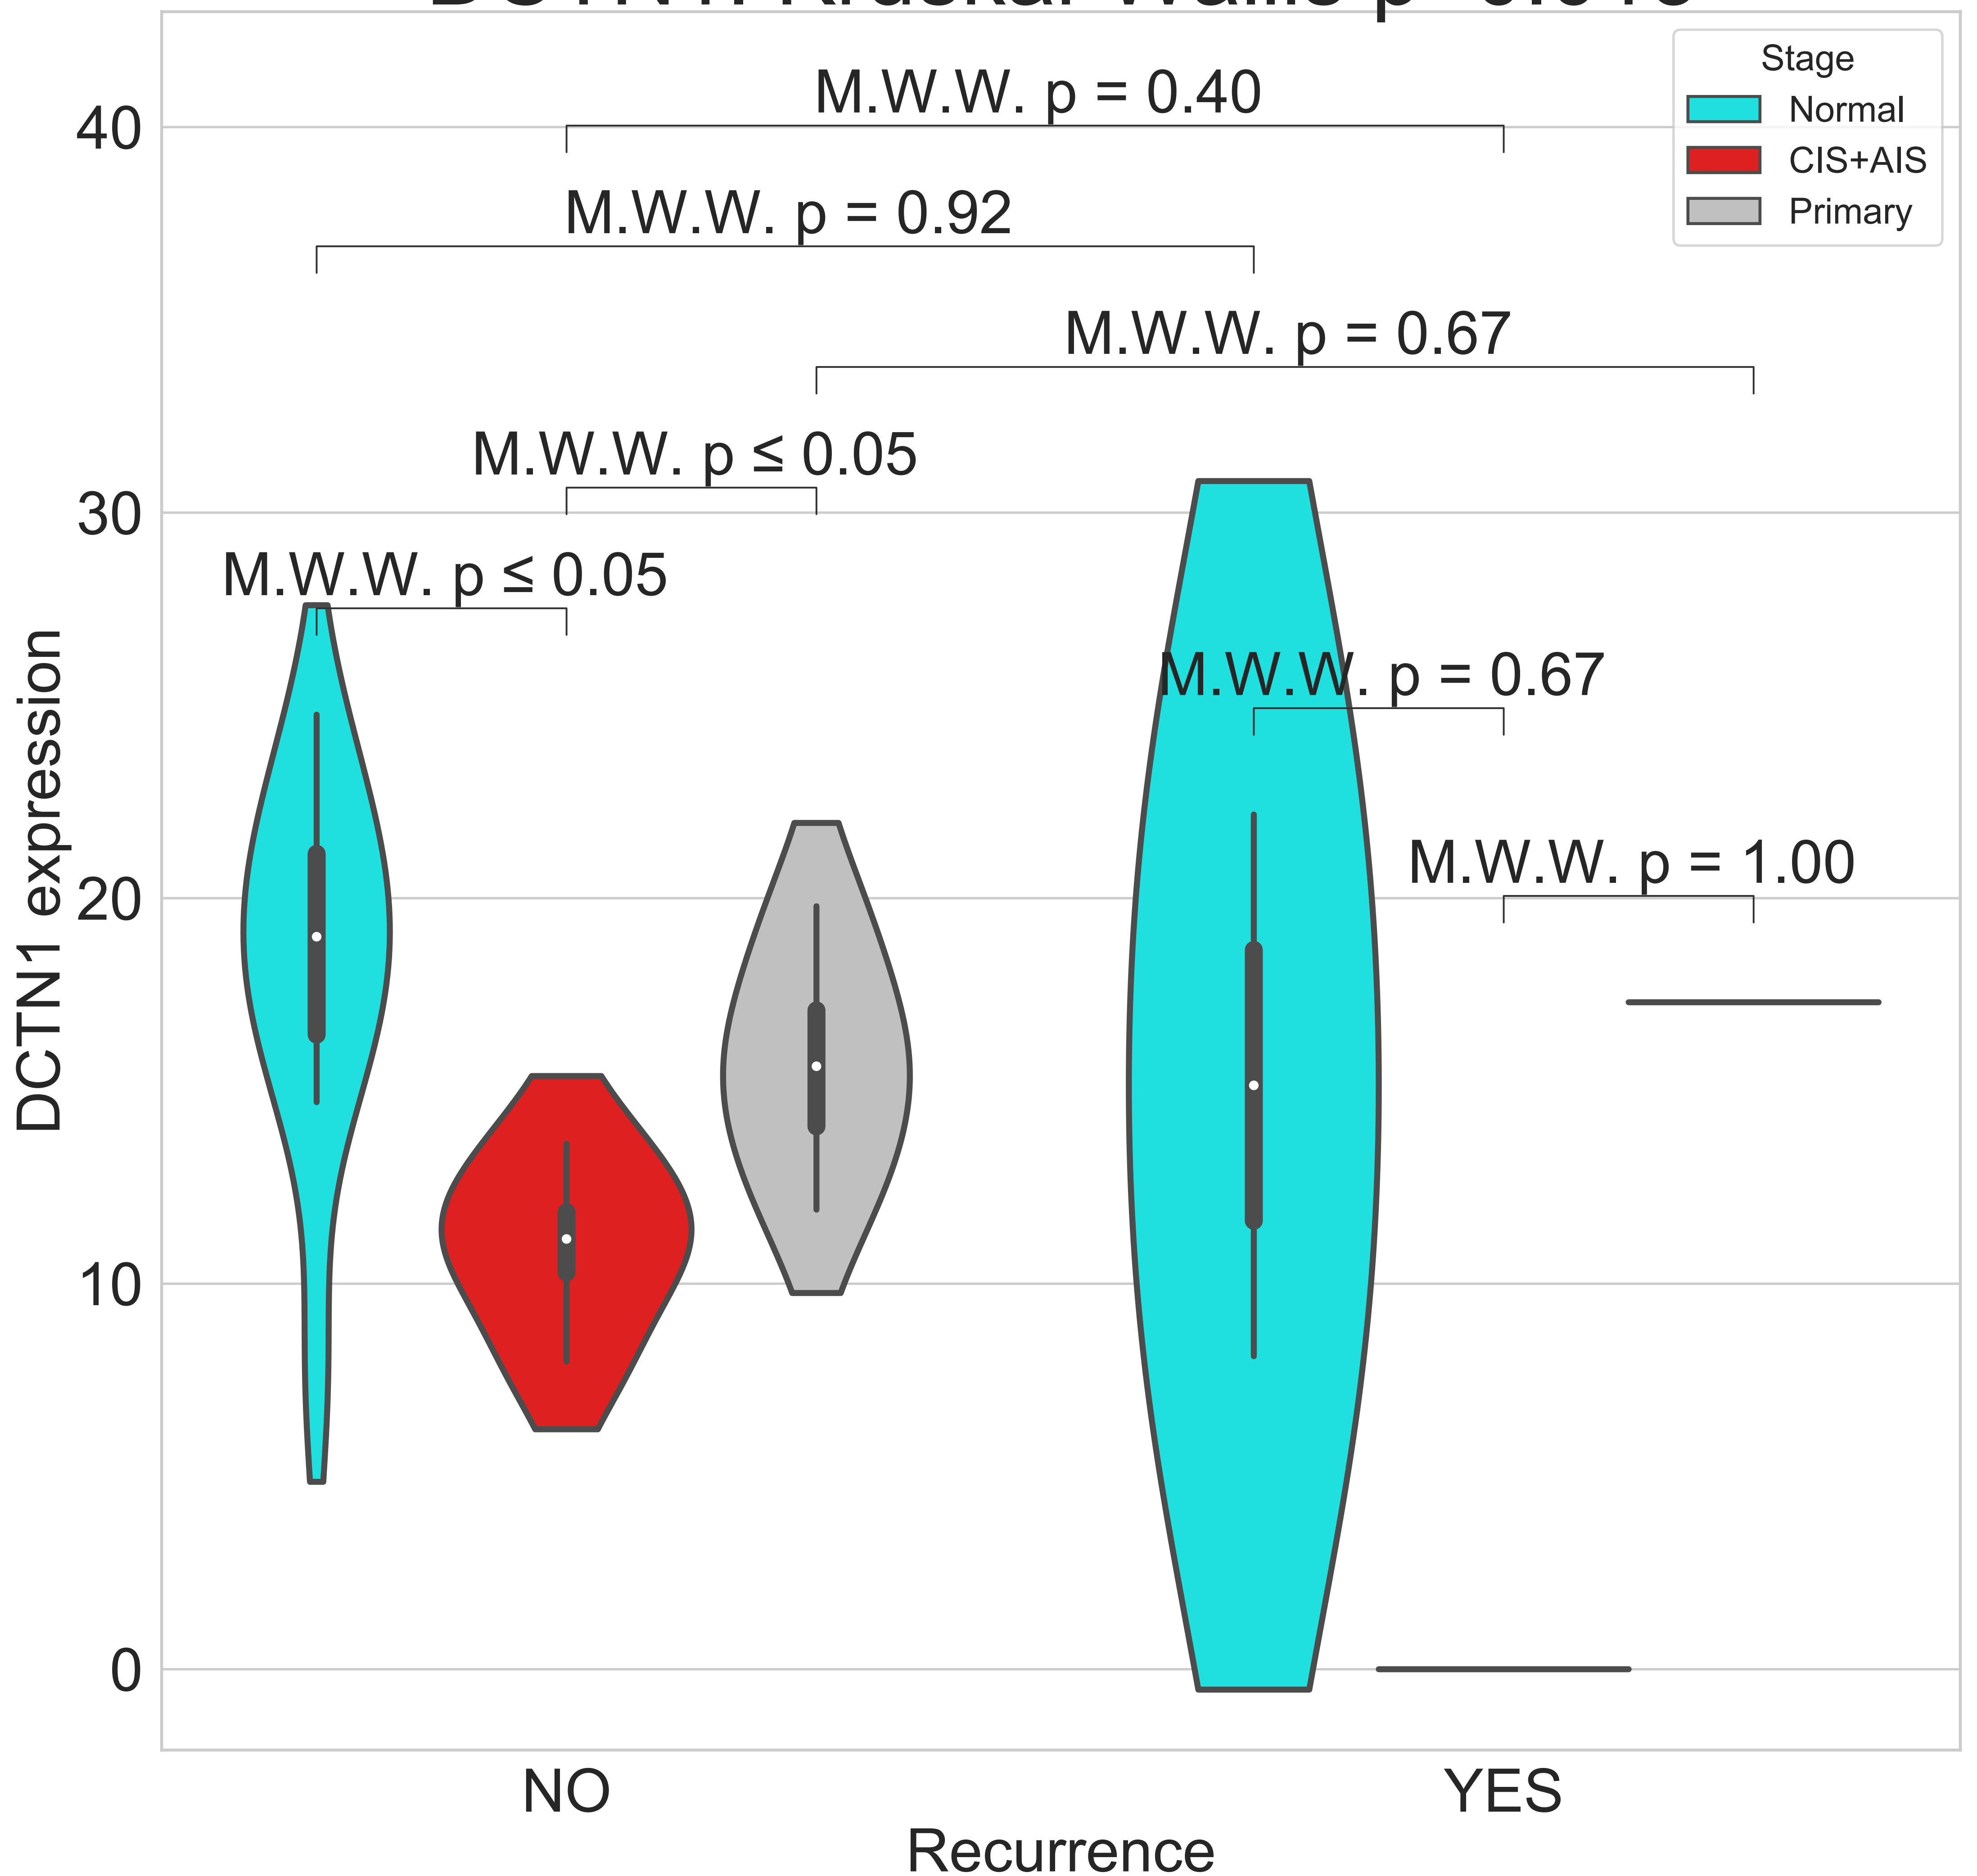 Stage
Normal
CIS+AIS
Primary
M.W.W. p = 0.40
M.W.W. p = 0.92
M.W.W. p = 0.67
M.W.W. p ≤ 0.05
M.W.W. p ≤ 0.05
M.W.W. p = 0.67
M.W.W. p = 1.00
40
30
20
10
0
DCTN1 expression
NO
YES
Recurrence